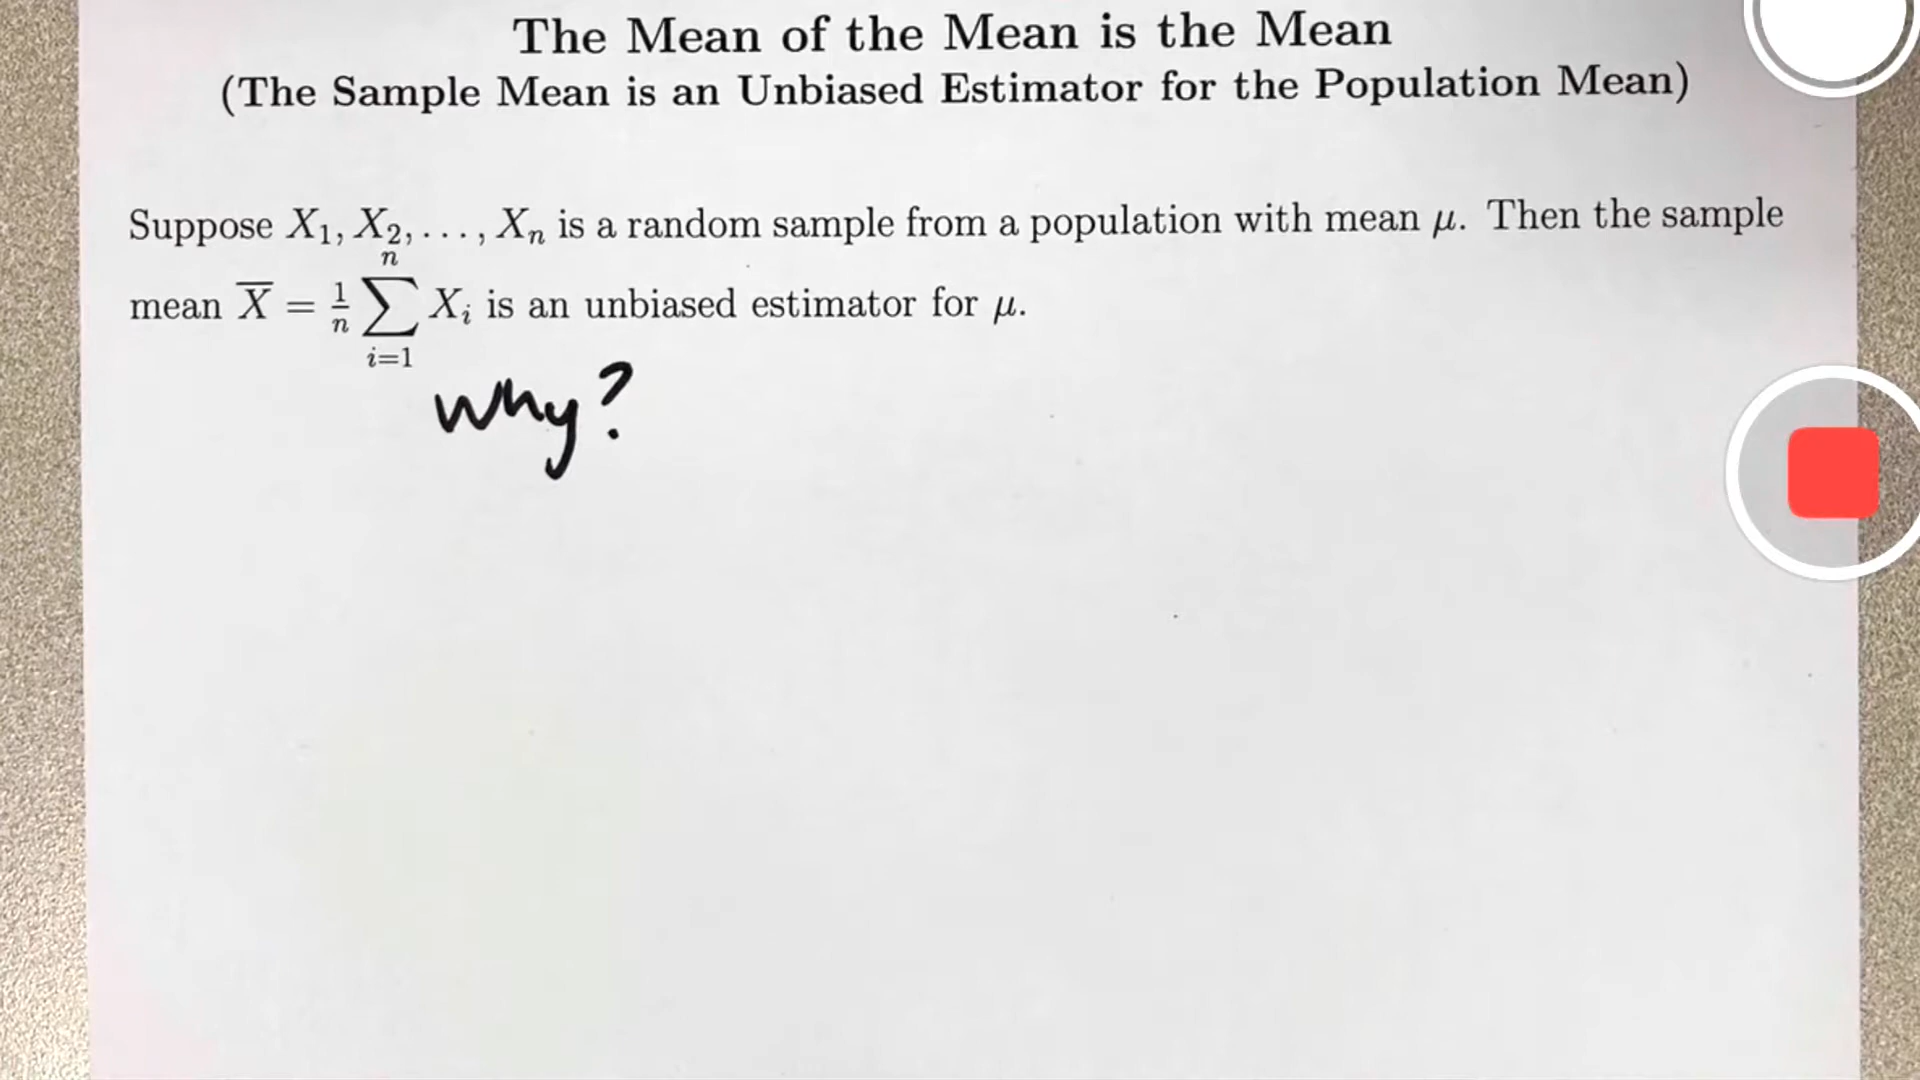 The Mean of the Mean is the Mean
(The Sample Mean is an Unbiased Estimator for the Population Mean)
Suppose X₁, X₂, . . . , Xₙ is a random sample from a population with mean μ. Then the sample
mean X̅ = 1/n ∑ⁿᵢ₌₁ Xᵢ is an unbiased estimator for μ.
Why?